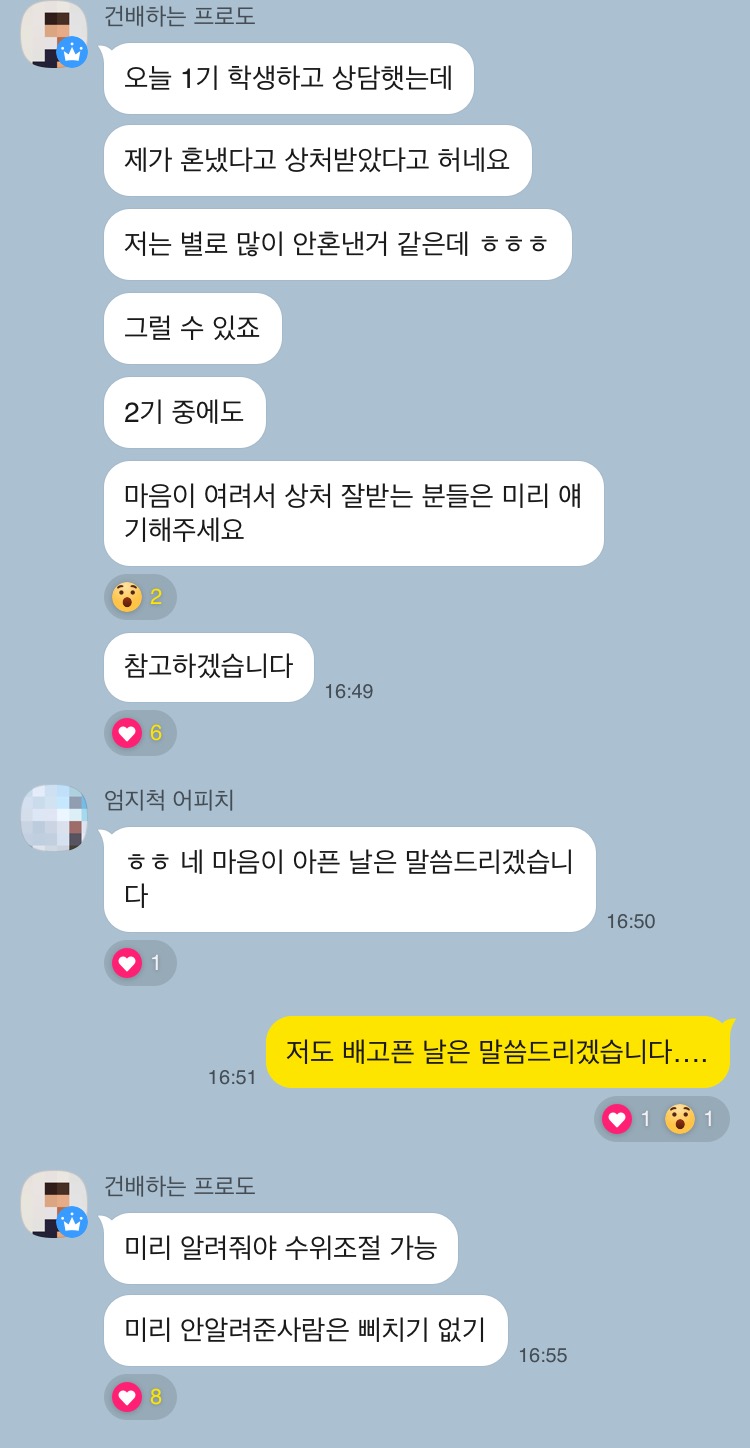 건배하는 프로도
오늘 1기 학생하고 상담햇는데
제가 혼냈다고 상처받았다고 허네요
저는 별로 많이 안혼낸거 같은데 ㅎㅎㅎ
그럴 수 있죠
2기 중에도
마음이 여려서 상처 잘받는 분들은 미리 얘
기해주세요
2
참고하겠습니다
16:49
6
엄지척 어피치
ㅎㅎ 네 마음이 아픈 날은 말씀드리겠습니
다
16:50
1
저도 배고픈 날은 말씀드리겠습니다....
16:51
1 1
건배하는 프로도
미리 알려줘야 수위조절 가능
미리 안알려준사람은 삐치기 없기
16:55
8